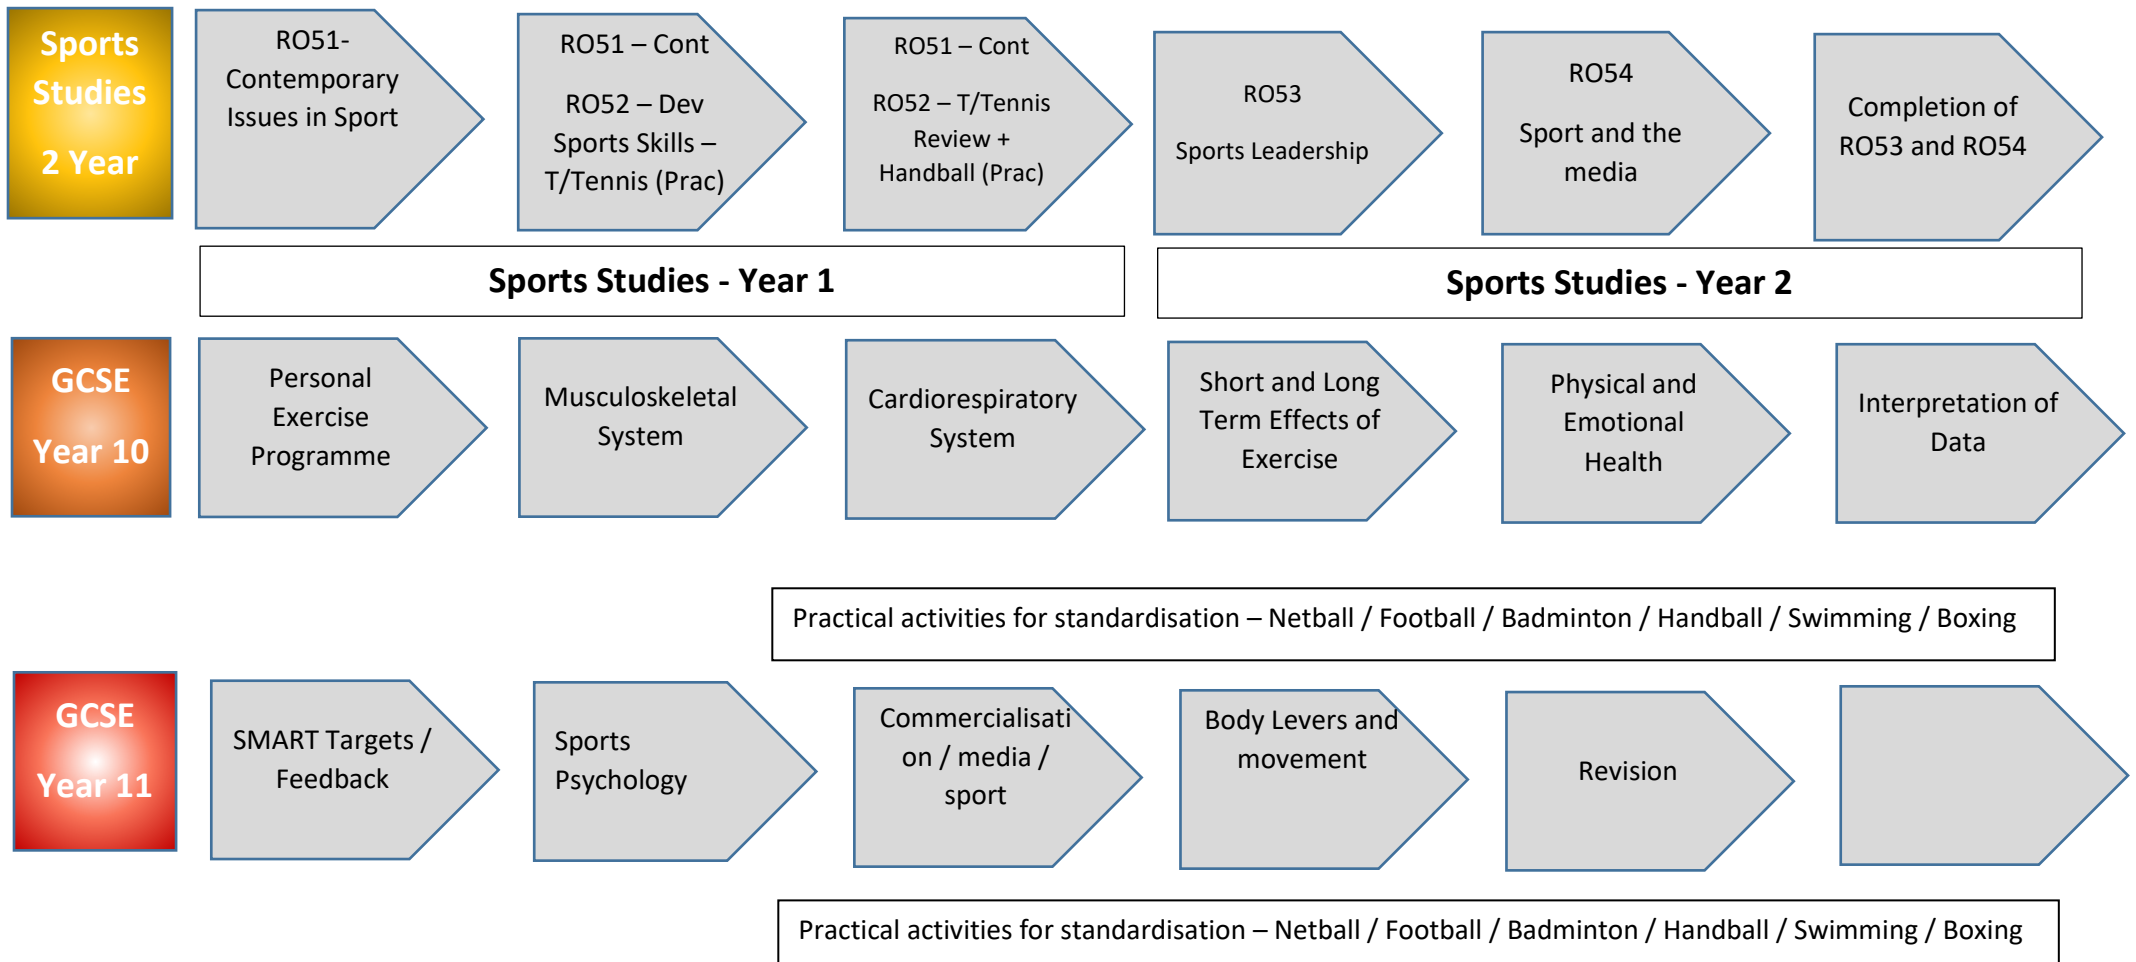 Sports
Studies
2 Year
RO51-
Contemporary
Issues in Sport
RO51 – Cont
RO52 – Dev
Sports Skills –
T/Tennis (Prac)
RO51 – Cont
RO52 – T/Tennis
Review +
Handball (Prac)
RO53
Sports Leadership
RO54
Sport and the
media
Completion of
RO53 and RO54
Sports Studies - Year 1
Sports Studies - Year 2
GCSE
Year 10
Personal
Exercise
Programme
Musculoskeletal
System
Cardiorespiratory
System
Short and Long
Term Effects of
Exercise
Physical and
Emotional
Health
Interpretation of
Data
Practical activities for standardisation – Netball / Football / Badminton / Handball / Swimming / Boxing
GCSE
Year 11
SMART Targets /
Feedback
Sports
Psychology
Commercialisati
on / media /
sport
Body Levers and
movement
Revision
Practical activities for standardisation – Netball / Football / Badminton / Handball / Swimming / Boxing